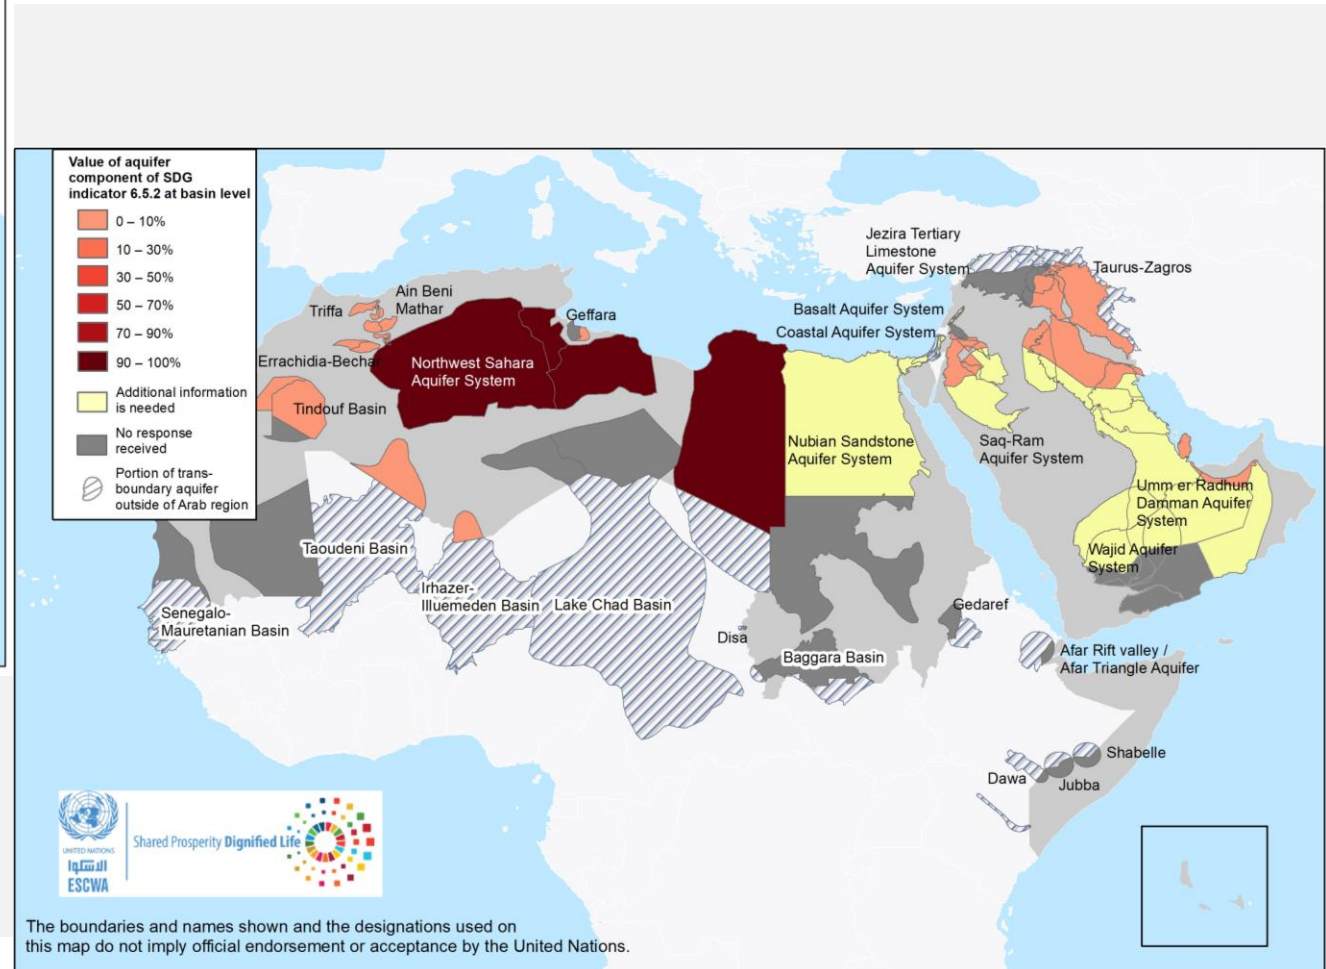 Value of aquifer
component of SDG
indicator 6.5.2 at basin level
0 – 10%
10 – 30%
30 – 50%
50 – 70%
70 – 90%
90 – 100%
Additional information
is needed
No response
received
Portion of trans-
boundary aquifer
outside of Arab region
Jezira Tertiary
Limestone
Aquifer System
Taurus-Zagros
Ain Beni
Mathar
Triffa
Geffara
Basalt Aquifer System
Coastal Aquifer System
Errachidia-Bechar
Northwest Sahara
Aquifer System
Tindouf Basin
Nubian Sandstone
Aquifer System
Saq-Ram
Aquifer System
Umm er Radhum
Damman Aquifer
System
Wajid Aquifer
System
Taoudeni Basin
Irhazer-
Illuemeden Basin
Lake Chad Basin
Senegalo-
Mauretanian Basin
Gedaref
Disa
Baggara Basin
Afar Rift valley /
Afar Triangle Aquifer
Shabelle
Dawa
Jubba
UNITED NATIONS
الإسكوا
ESCWA
Shared Prosperity Dignified Life
The boundaries and names shown and the designations used on
this map do not imply official endorsement or acceptance by the United Nations.